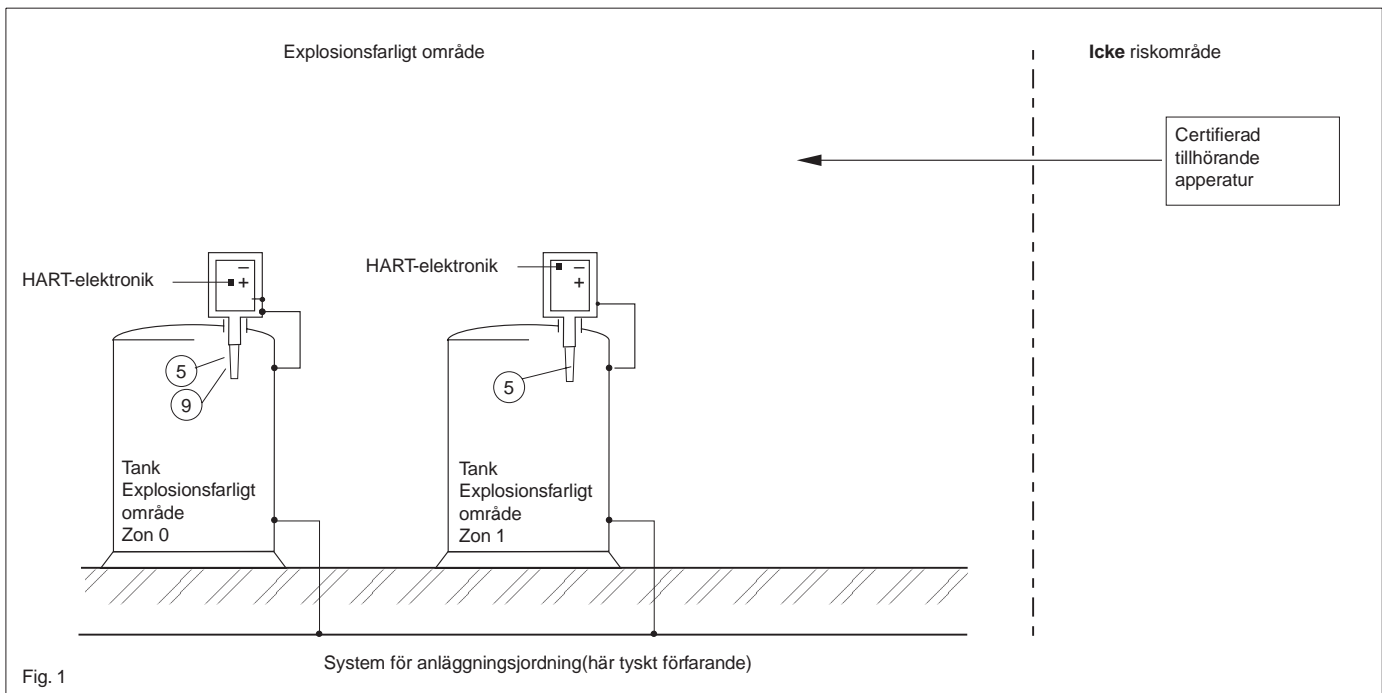 Explosionsfarligt område
Icke riskområde
Certifierad
tillhörande
apperatur
HART-elektronik
– +
HART-elektronik
– +
5
9
5
Tank
Explosionsfarligt
område
Zon 0
Tank
Explosionsfarligt
område
Zon 1
System för anläggningsjordning(här tyskt förfarande)
Fig. 1